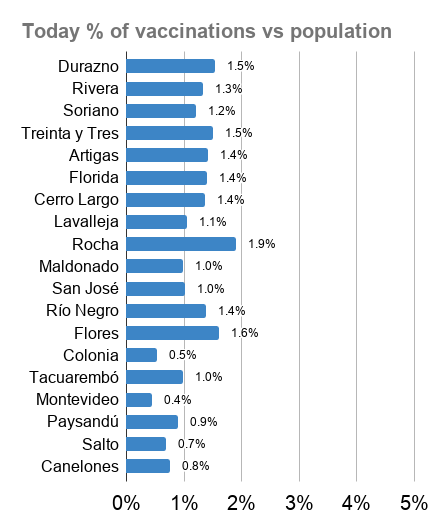 Today % of vaccinations vs population
Durazno 1.5%
Rivera 1.3%
Soriano 1.2%
Treinta y Tres 1.5%
Artigas 1.4%
Florida 1.4%
Cerro Largo 1.4%
Lavalleja 1.1%
Rocha 1.9%
Maldonado 1.0%
San José 1.0%
Río Negro 1.4%
Flores 1.6%
Colonia 0.5%
Tacuarembó 1.0%
Montevideo 0.4%
Paysandú 0.9%
Salto 0.7%
Canelones 0.8%
0% 1% 2% 3% 4% 5%